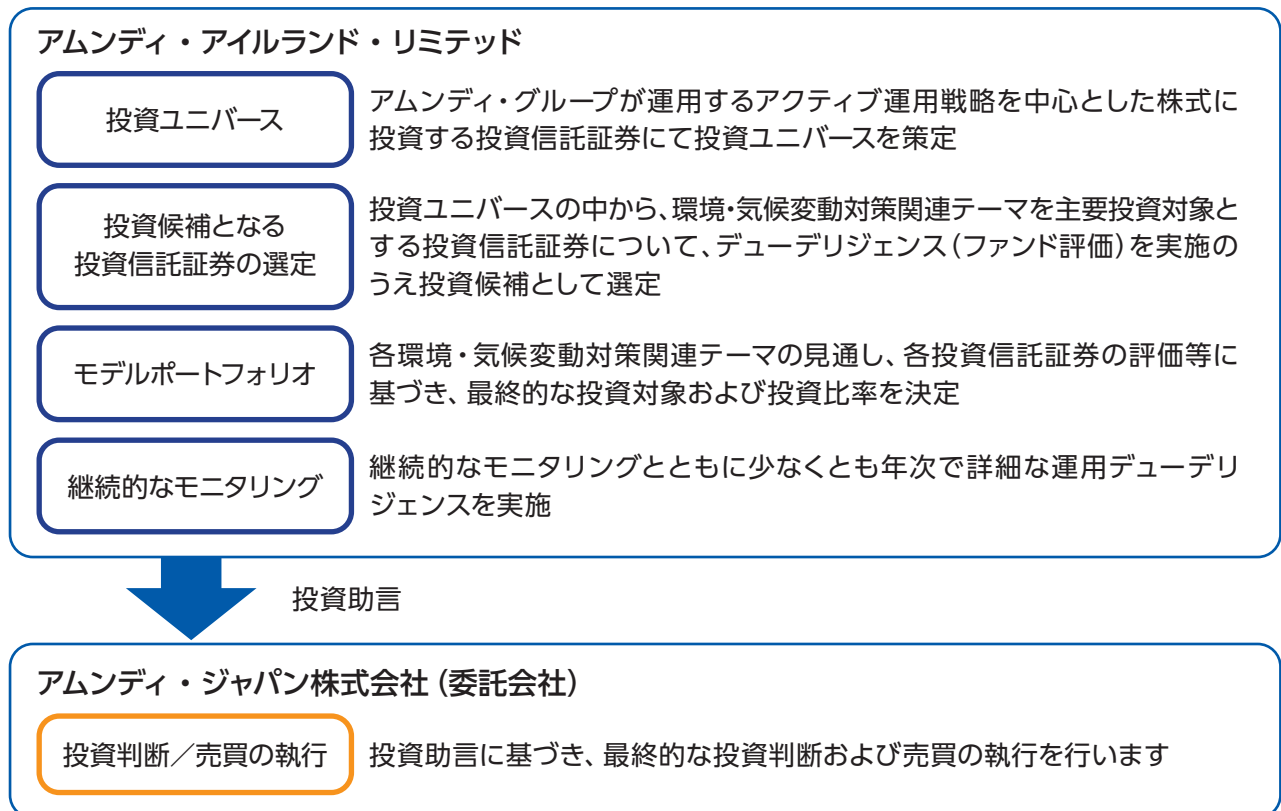 アムンディ・アイルランド・リミテッド
投資ユニバース
アムンディ・グループが運用するアクティブ運用戦略を中心とした株式に
投資する投資信託証券にて投資ユニバースを策定
投資候補となる
投資信託証券の選定
投資ユニバースの中から、環境・気候変動対策関連テーマを主要投資対象と
する投資信託証券について、デューデリジェンス(ファンド評価)を実施の
うえ投資候補として選定
モデルポートフォリオ
各環境・気候変動対策関連テーマの見通し、各投資信託証券の評価等に
基づき、最終的な投資対象および投資比率を決定
継続的なモニタリング
継続的なモニタリングとともに少なくとも年次で詳細な運用デューデリ
ジェンスを実施
投資助言
アムンディ・ジャパン株式会社(委託会社)
投資判断/売買の執行
投資助言に基づき、最終的な投資判断および売買の執行を行います